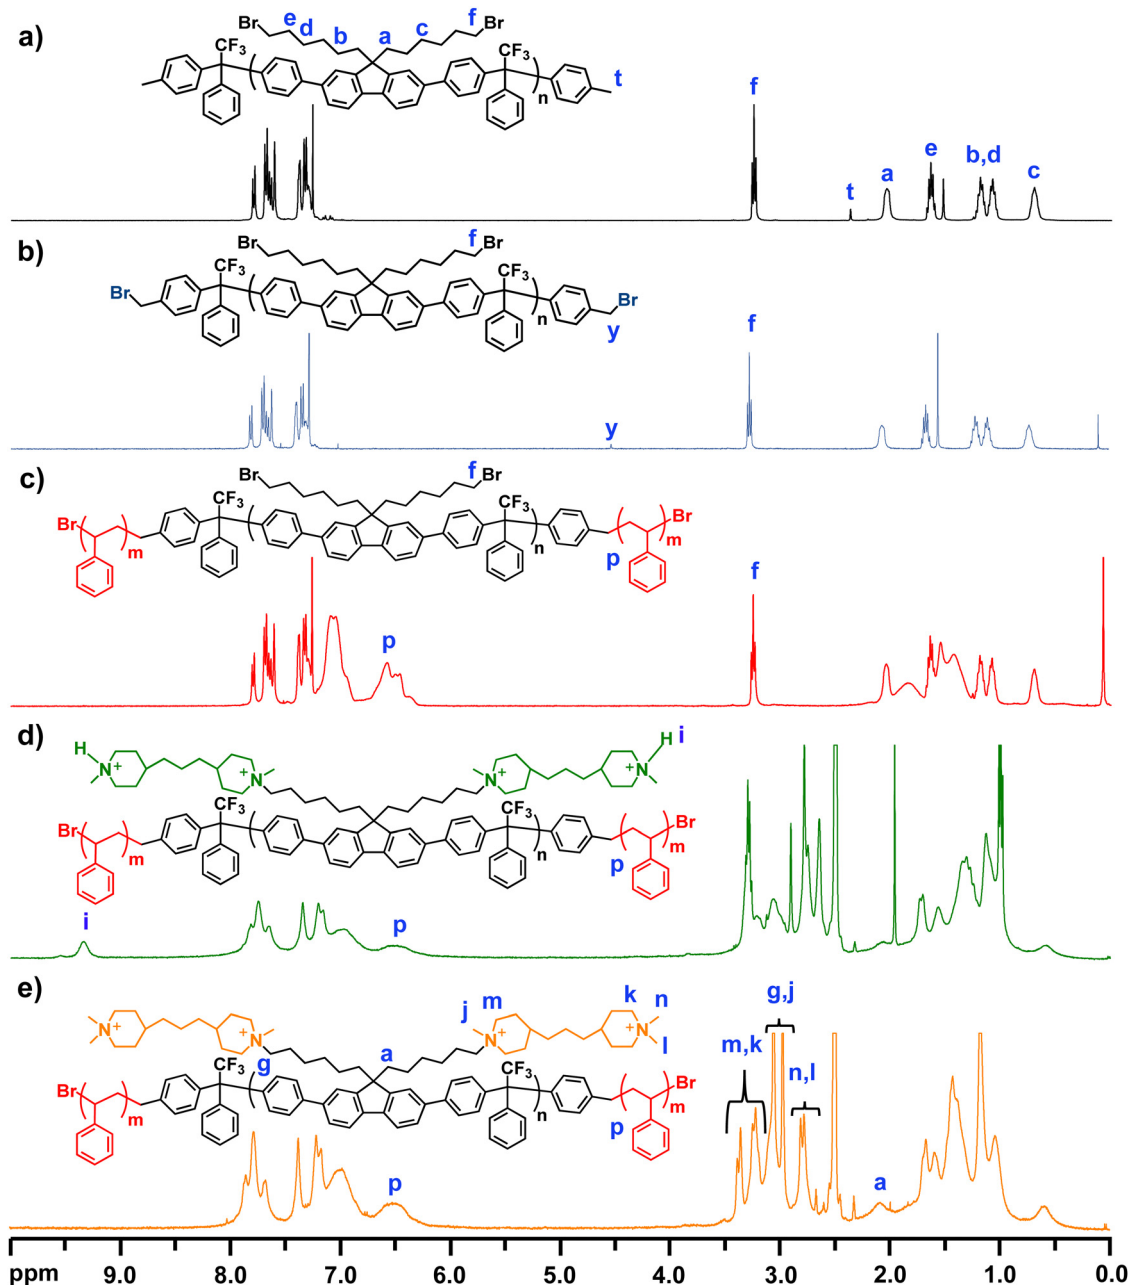 a)
Br e d b a c f Br
CF₃ CF₃
n t
f
e b,d
t a c
b)
Br f Br
CF₃ CF₃
Br Br
n
y
f
y
c)
Br f Br
CF₃ CF₃
Br Br
m n m
p
f
p
d)
H H i
N+ N+ N+ N+
CF₃ CF₃
Br Br
m n m
p
i p
e)
j m k n
N+ N+ N+ N+
l
g a
CF₃ CF₃
Br Br
m n m
p
g,j
m,k
n,l
p a
ppm 9.0 8.0 7.0 6.0 5.0 4.0 3.0 2.0 1.0 0.0